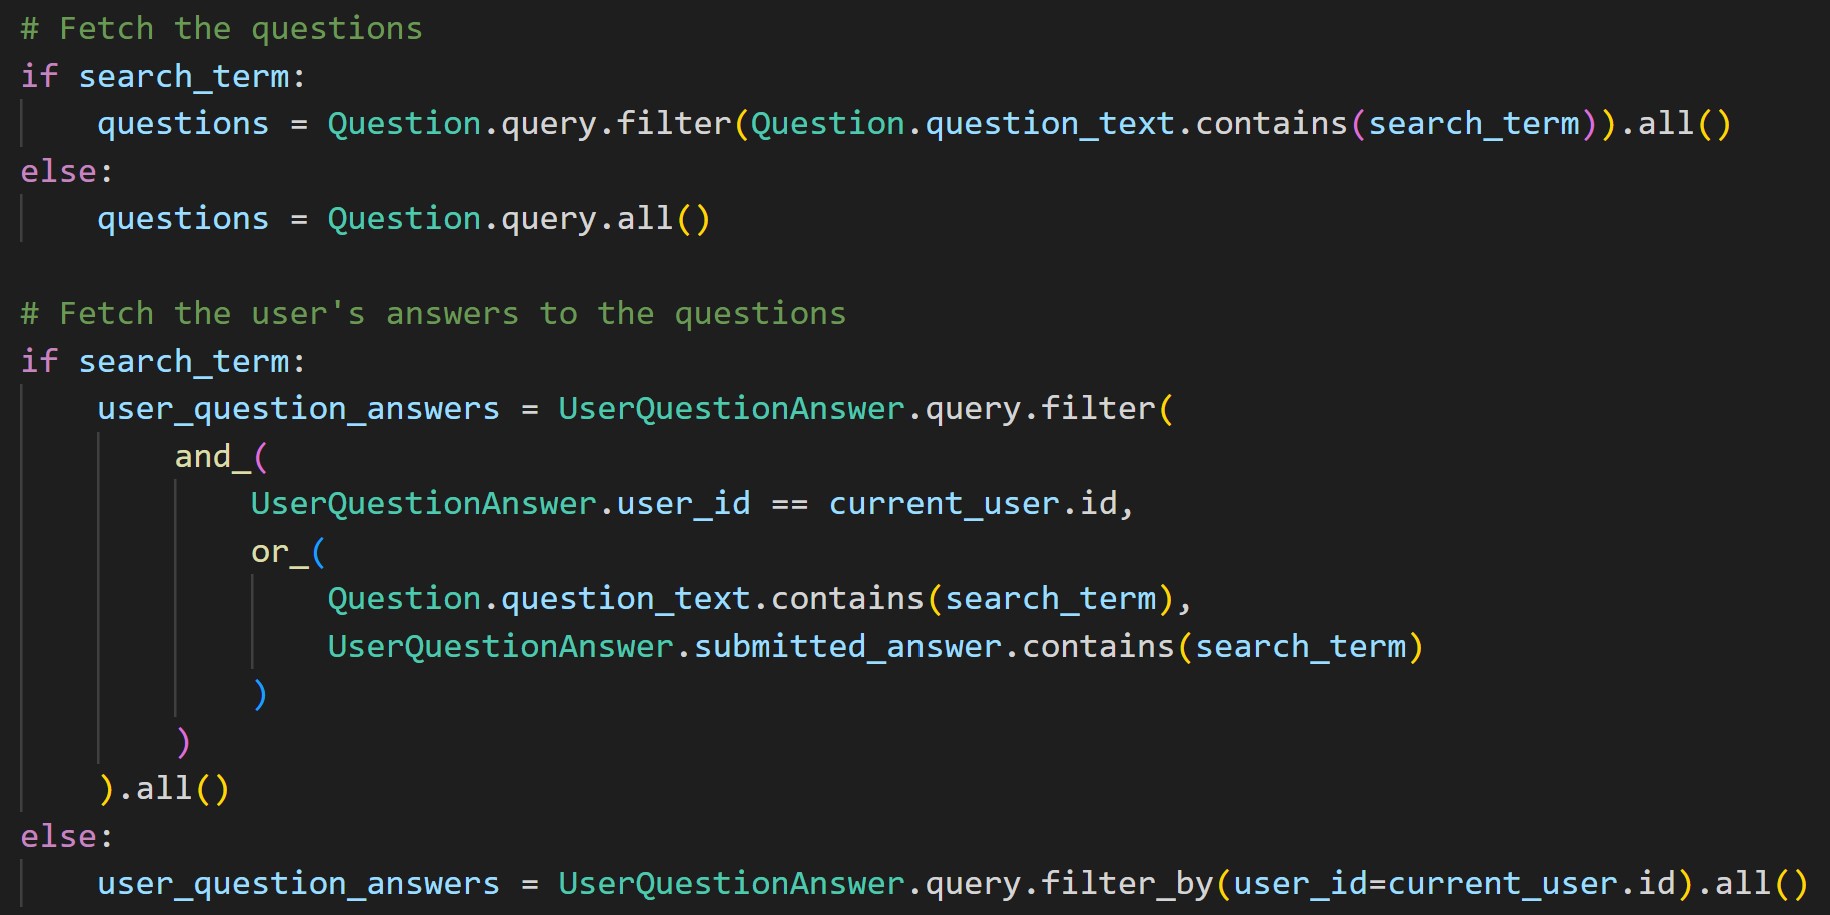 # Fetch the questions
if search_term:
    questions = Question.query.filter(Question.question_text.contains(search_term)).all()
else:
    questions = Question.query.all()

# Fetch the user's answers to the questions
if search_term:
    user_question_answers = UserQuestionAnswer.query.filter(
        and_(
            UserQuestionAnswer.user_id == current_user.id,
            or_(
                Question.question_text.contains(search_term),
                UserQuestionAnswer.submitted_answer.contains(search_term)
            )
        )
    ).all()
else:
    user_question_answers = UserQuestionAnswer.query.filter_by(user_id=current_user.id).all()